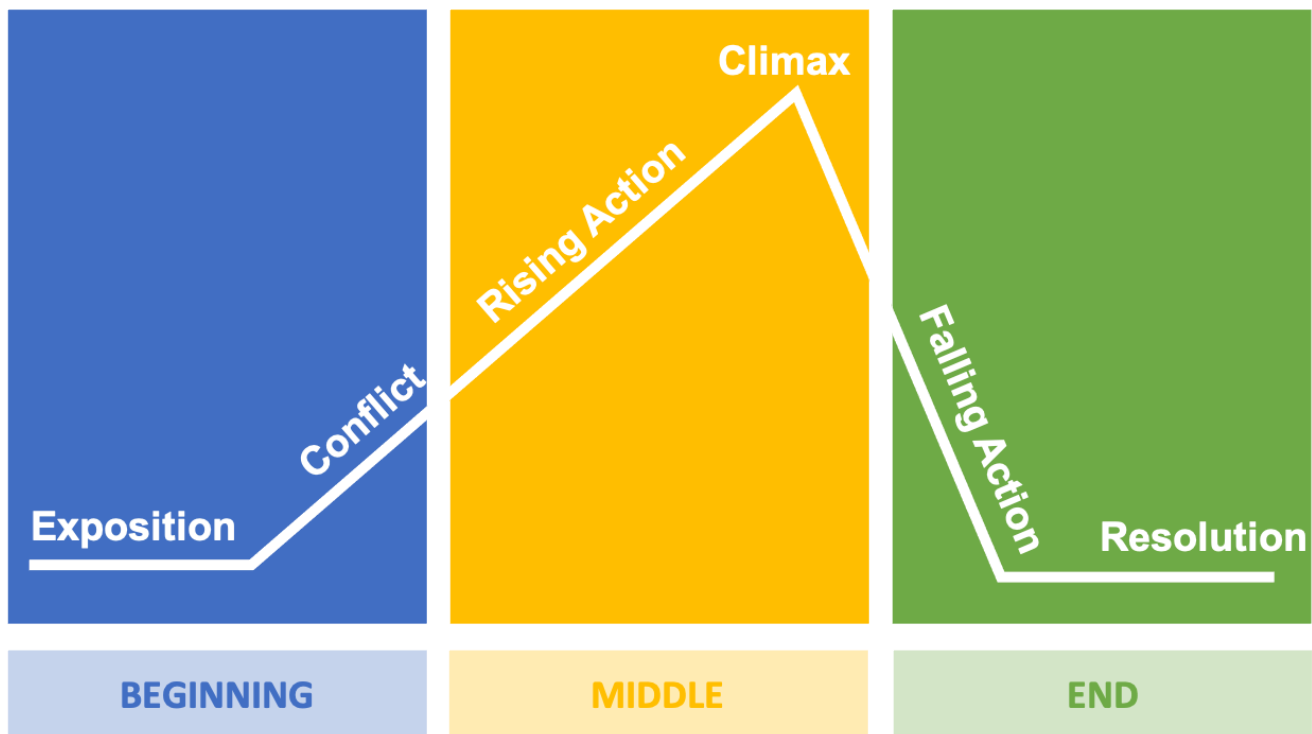 Exposition
Conflict
Rising Action
Climax
Falling Action
Resolution
BEGINNING
MIDDLE
END